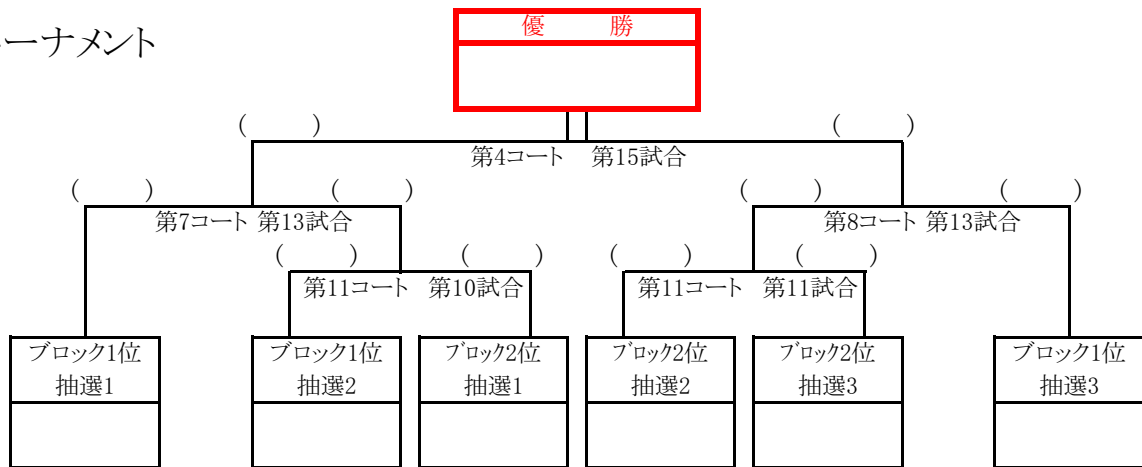 ーナメント
優 勝
( ) ( )
第4コート 第15試合
( ) ( ) ( ) ( )
第7コート 第13試合 第8コート 第13試合
( ) ( ) ( ) ( )
第11コート 第10試合 第11コート 第11試合
ブロック1位 ブロック1位 ブロック2位 ブロック2位 ブロック2位 ブロック1位
抽選1 抽選2 抽選1 抽選2 抽選3 抽選3